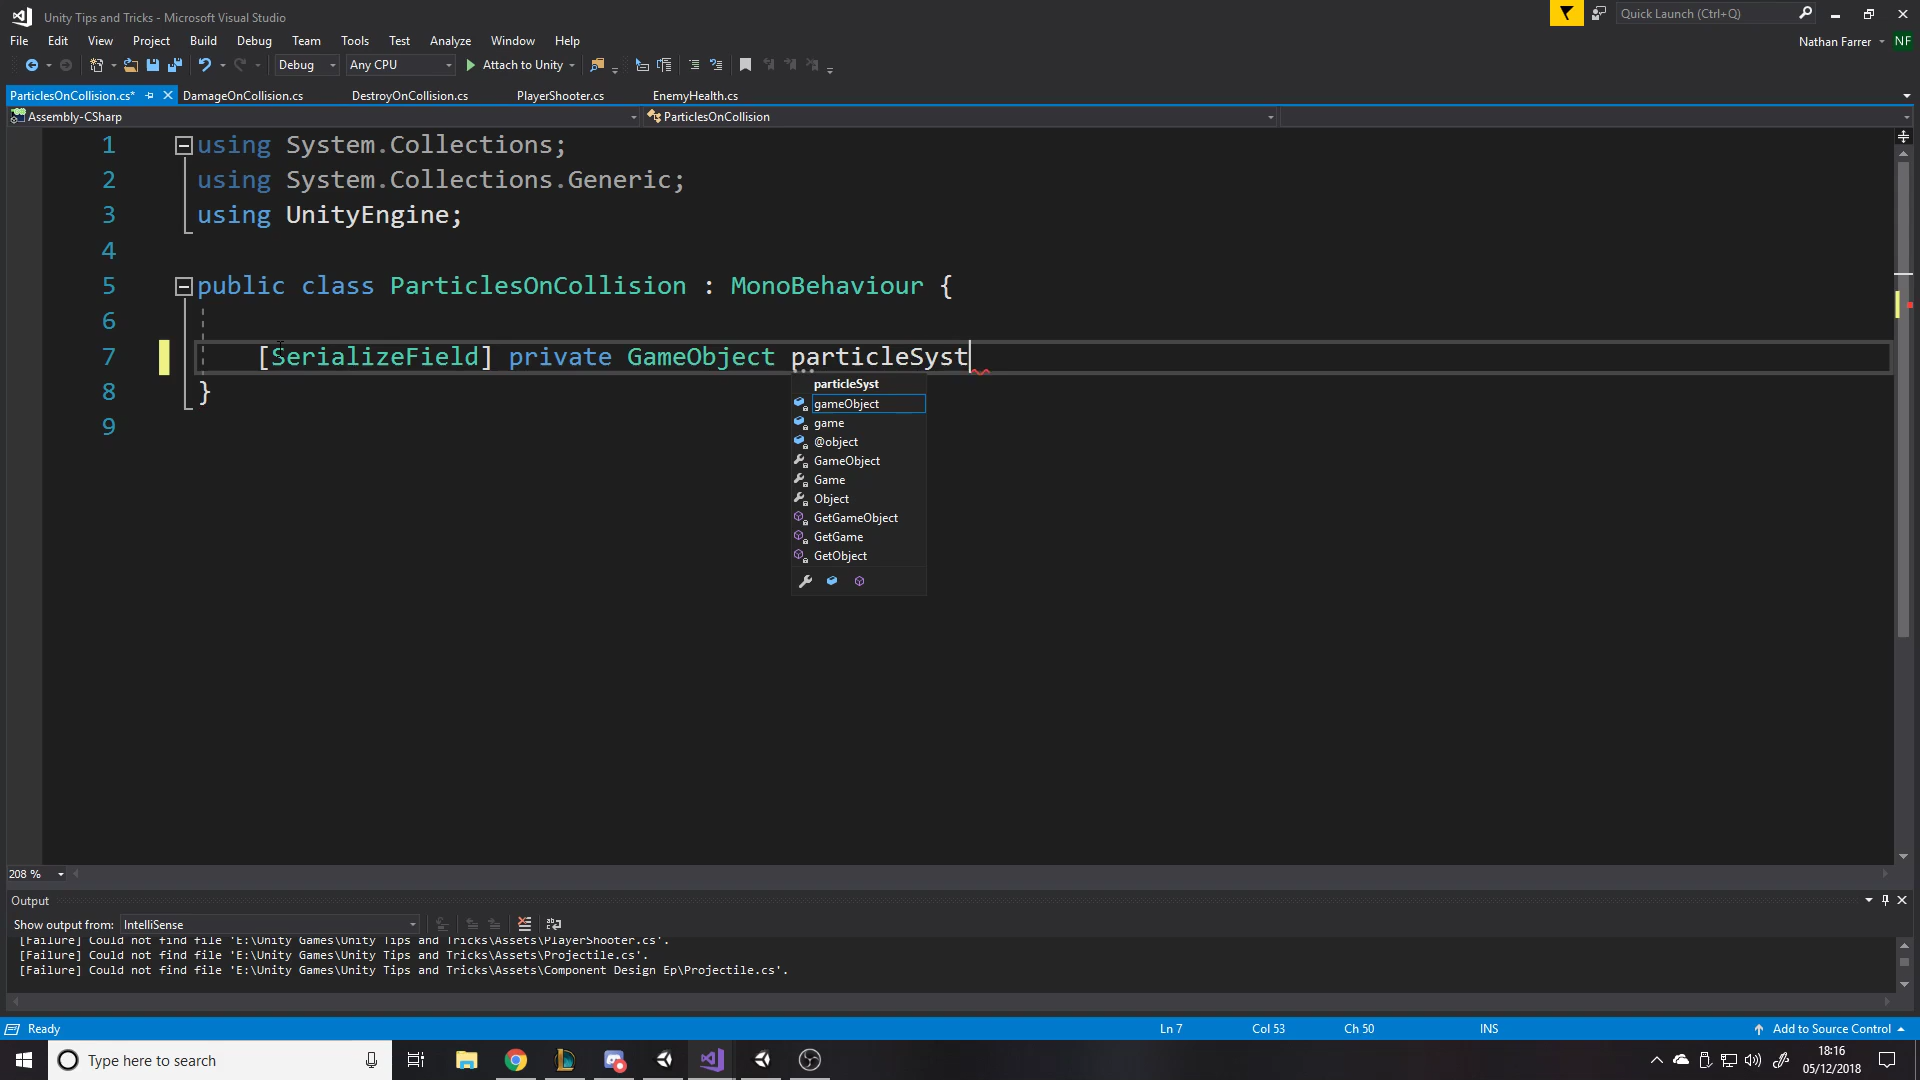 Unity Tips and Tricks - Microsoft Visual Studio
Quick Launch (Ctrl+Q)
File Edit View Project Build Debug Team Tools Test Analyze Window Help
Nathan Farrer
NF
Debug
Any CPU
Attach to Unity
ParticlesOnCollision.cs*
DamageOnCollision.cs
DestroyOnCollision.cs
PlayerShooter.cs
EnemyHealth.cs
Assembly-CSharp
ParticlesOnCollision
1 using System.Collections;
2 using System.Collections.Generic;
3 using UnityEngine;
4
5 public class ParticlesOnCollision : MonoBehaviour {
6
7 [SerializeField] private GameObject particleSyst
8 }
9
particleSyst
gameObject
game
@object
GameObject
Game
Object
GetGameObject
GetGame
GetObject
208 %
Output
Show output from: IntelliSense
[Failure] Could not find file 'E:\Unity Games\Unity Tips and Tricks\Assets\PlayerShooter.cs'.
[Failure] Could not find file 'E:\Unity Games\Unity Tips and Tricks\Assets\Projectile.cs'.
[Failure] Could not find file 'E:\Unity Games\Unity Tips and Tricks\Assets\Component Design Ep\Projectile.cs'.
Ready
Ln 7
Col 53
Ch 50
INS
Add to Source Control
Type here to search
18:16
05/12/2018